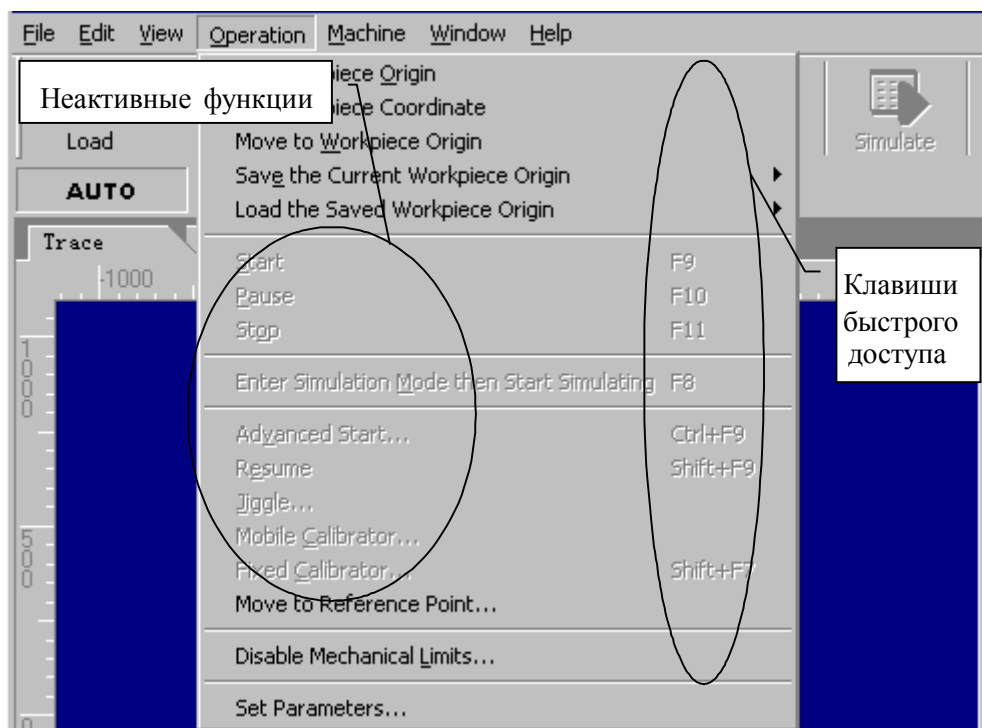 File Edit View Operation Machine Window Help
Неактивные функции
piece Origin
piece Coordinate
Move to Workpiece Origin
Save the Current Workpiece Origin
Load the Saved Workpiece Origin
Load
AUTO
Simulate
Trace
-1000
Start F9
Pause F10
Stop F11
Enter Simulation Mode then Start Simulating F8
Advanced Start... Ctrl+F9
Resume Shift+F9
Jiggle...
Mobile Calibrator...
Fixed Calibrator... Shift+F7
Move to Reference Point...
Disable Mechanical Limits...
Set Parameters...
Клавиши
быстрого
доступа
1000
500
0